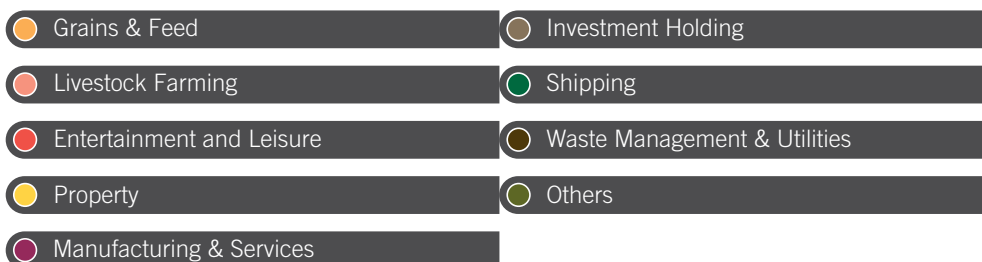 Grains & Feed
Livestock Farming
Entertainment and Leisure
Property
Manufacturing & Services
Investment Holding
Shipping
Waste Management & Utilities
Others